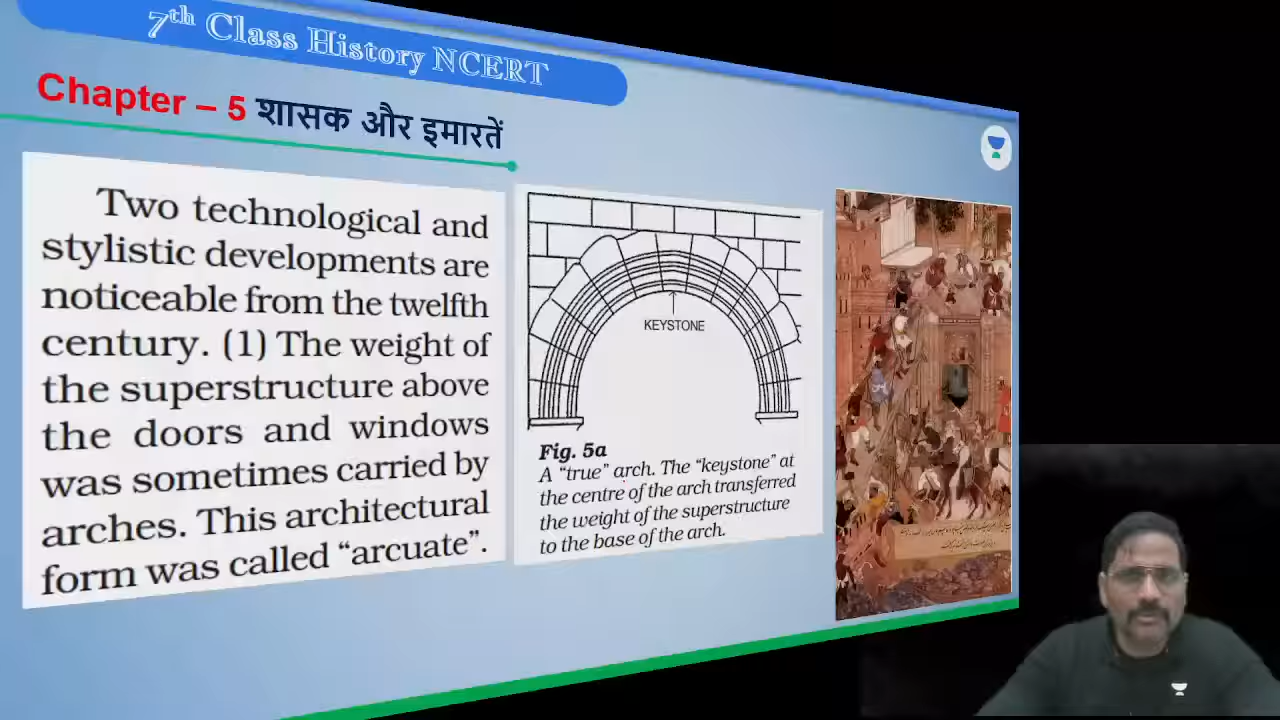 7th Class History NCERT
Chapter – 5 शासक और इमारतें
Two technological and
stylistic developments are
noticeable from the twelfth
century. (1) The weight of
the superstructure above
the doors and windows
was sometimes carried by
arches. This architectural
form was called “arcuate”.
KEYSTONE
Fig. 5a
A “true” arch. The “keystone” at
the centre of the arch transferred
the weight of the superstructure
to the base of the arch.